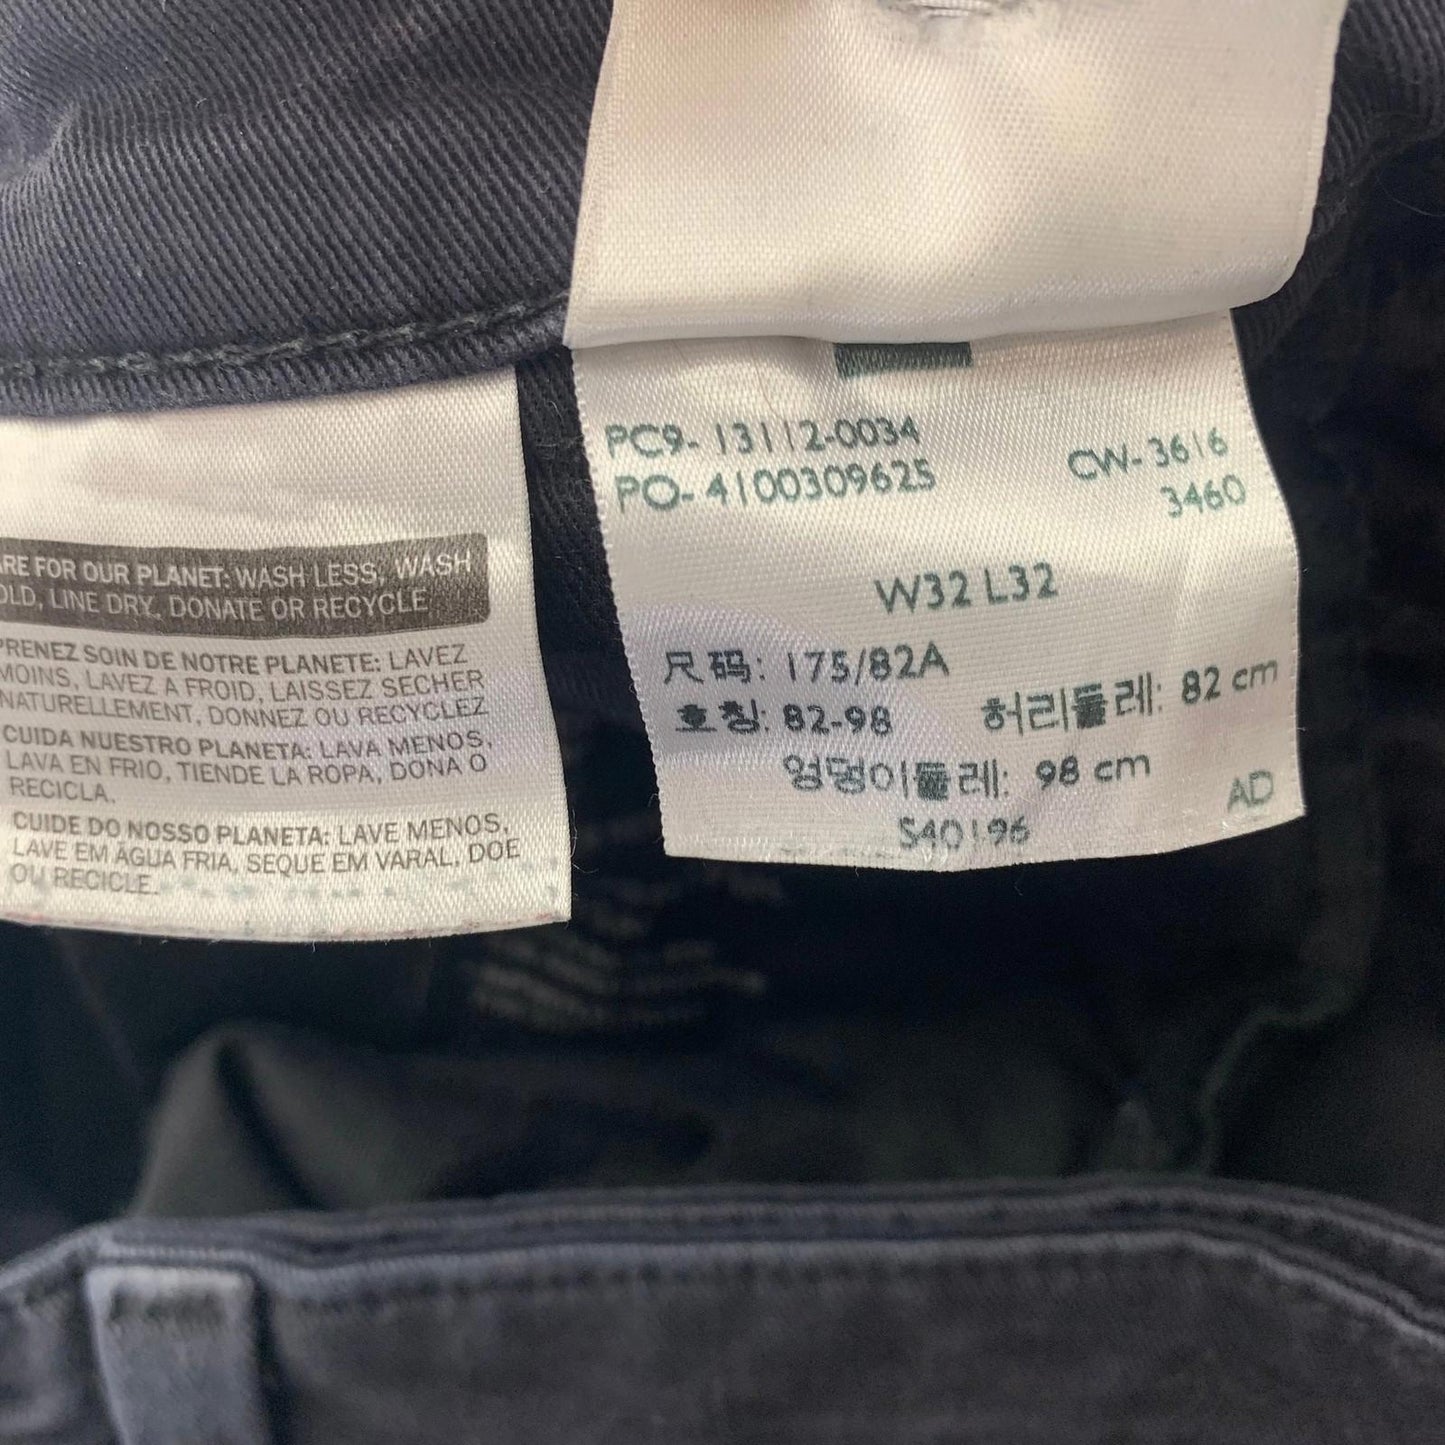 ARE FOR OUR PLANET: WASH LESS, WASH
OLD, LINE DRY, DONATE OR RECYCLE
PRENEZ SOIN DE NOTRE PLANETE: LAVEZ
MOINS, LAVEZ A FROID, LAISSEZ SECHER
NATURELLEMENT, DONNEZ OU RECYCLEZ
CUIDA NUESTRO PLANETA: LAVA MENOS,
LAVA EN FRIO, TIENDE LA ROPA, DONA O
RECICLA.
CUIDE DO NOSSO PLANETA: LAVE MENOS,
LAVE EM ÁGUA FRIA, SEQUE EM VARAL, DOE
OU RECICLE.
PC9-13112-0034
PO-4100309625
CW-3616
3460
W32 L32
尺码: 175/82A
호칭: 82-98 허리둘레: 82 cm
엉덩이둘레: 98 cm
S40196
AD